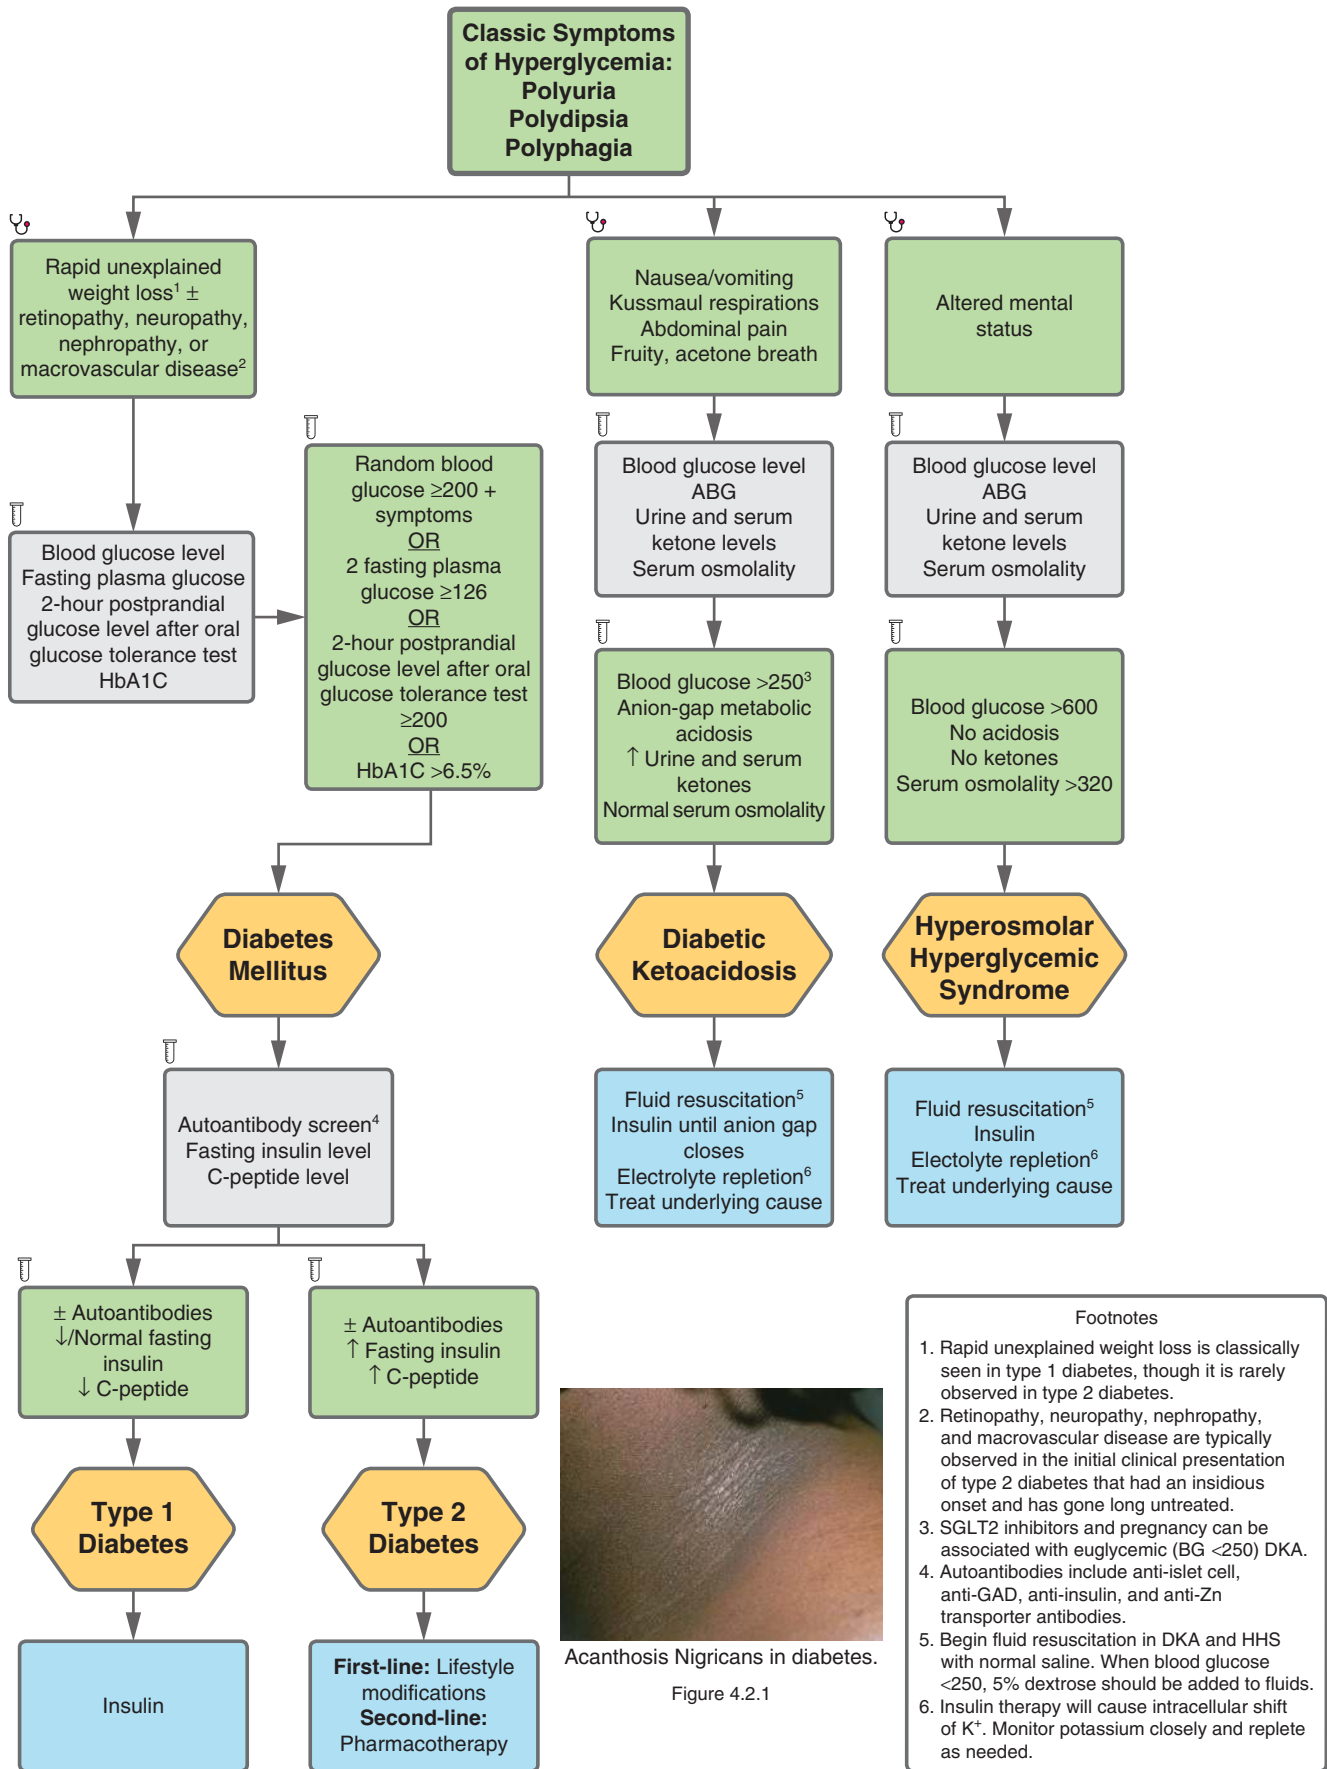 Classic Symptoms
of Hyperglycemia:
Polyuria
Polydipsia
Polyphagia
Rapid unexplained
weight loss¹ ±
retinopathy, neuropathy,
nephropathy, or
macrovascular disease²
Nausea/vomiting
Kussmaul respirations
Abdominal pain
Fruity, acetone breath
Altered mental
status
Blood glucose level
Fasting plasma glucose
2-hour postprandial
glucose level after oral
glucose tolerance test
HbA1C
Random blood
glucose ≥200 +
symptoms
OR
2 fasting plasma
glucose ≥126
OR
2-hour postprandial
glucose level after oral
glucose tolerance test
≥200
OR
HbA1C >6.5%
Blood glucose level
ABG
Urine and serum
ketone levels
Serum osmolality
Blood glucose level
ABG
Urine and serum
ketone levels
Serum osmolality
Blood glucose >250³
Anion-gap metabolic
acidosis
↑ Urine and serum
ketones
Normal serum osmolality
Blood glucose >600
No acidosis
No ketones
Serum osmolality >320
Diabetes
Mellitus
Diabetic
Ketoacidosis
Hyperosmolar
Hyperglycemic
Syndrome
Autoantibody screen⁴
Fasting insulin level
C-peptide level
Fluid resuscitation⁵
Insulin until anion gap
closes
Electrolyte repletion⁶
Treat underlying cause
Fluid resuscitation⁵
Insulin
Electolyte repletion⁶
Treat underlying cause
± Autoantibodies
↓/Normal fasting
insulin
↓ C-peptide
± Autoantibodies
↑ Fasting insulin
↑ C-peptide
Type 1
Diabetes
Type 2
Diabetes
Insulin
First-line: Lifestyle
modifications
Second-line:
Pharmacotherapy
Acanthosis Nigricans in diabetes.
Figure 4.2.1
Footnotes
1. Rapid unexplained weight loss is classically
seen in type 1 diabetes, though it is rarely
observed in type 2 diabetes.
2. Retinopathy, neuropathy, nephropathy,
and macrovascular disease are typically
observed in the initial clinical presentation
of type 2 diabetes that had an insidious
onset and has gone long untreated.
3. SGLT2 inhibitors and pregnancy can be
associated with euglycemic (BG <250) DKA.
4. Autoantibodies include anti-islet cell,
anti-GAD, anti-insulin, and anti-Zn
transporter antibodies.
5. Begin fluid resuscitation in DKA and HHS
with normal saline. When blood glucose
<250, 5% dextrose should be added to fluids.
6. Insulin therapy will cause intracellular shift
of K⁺. Monitor potassium closely and replete
as needed.